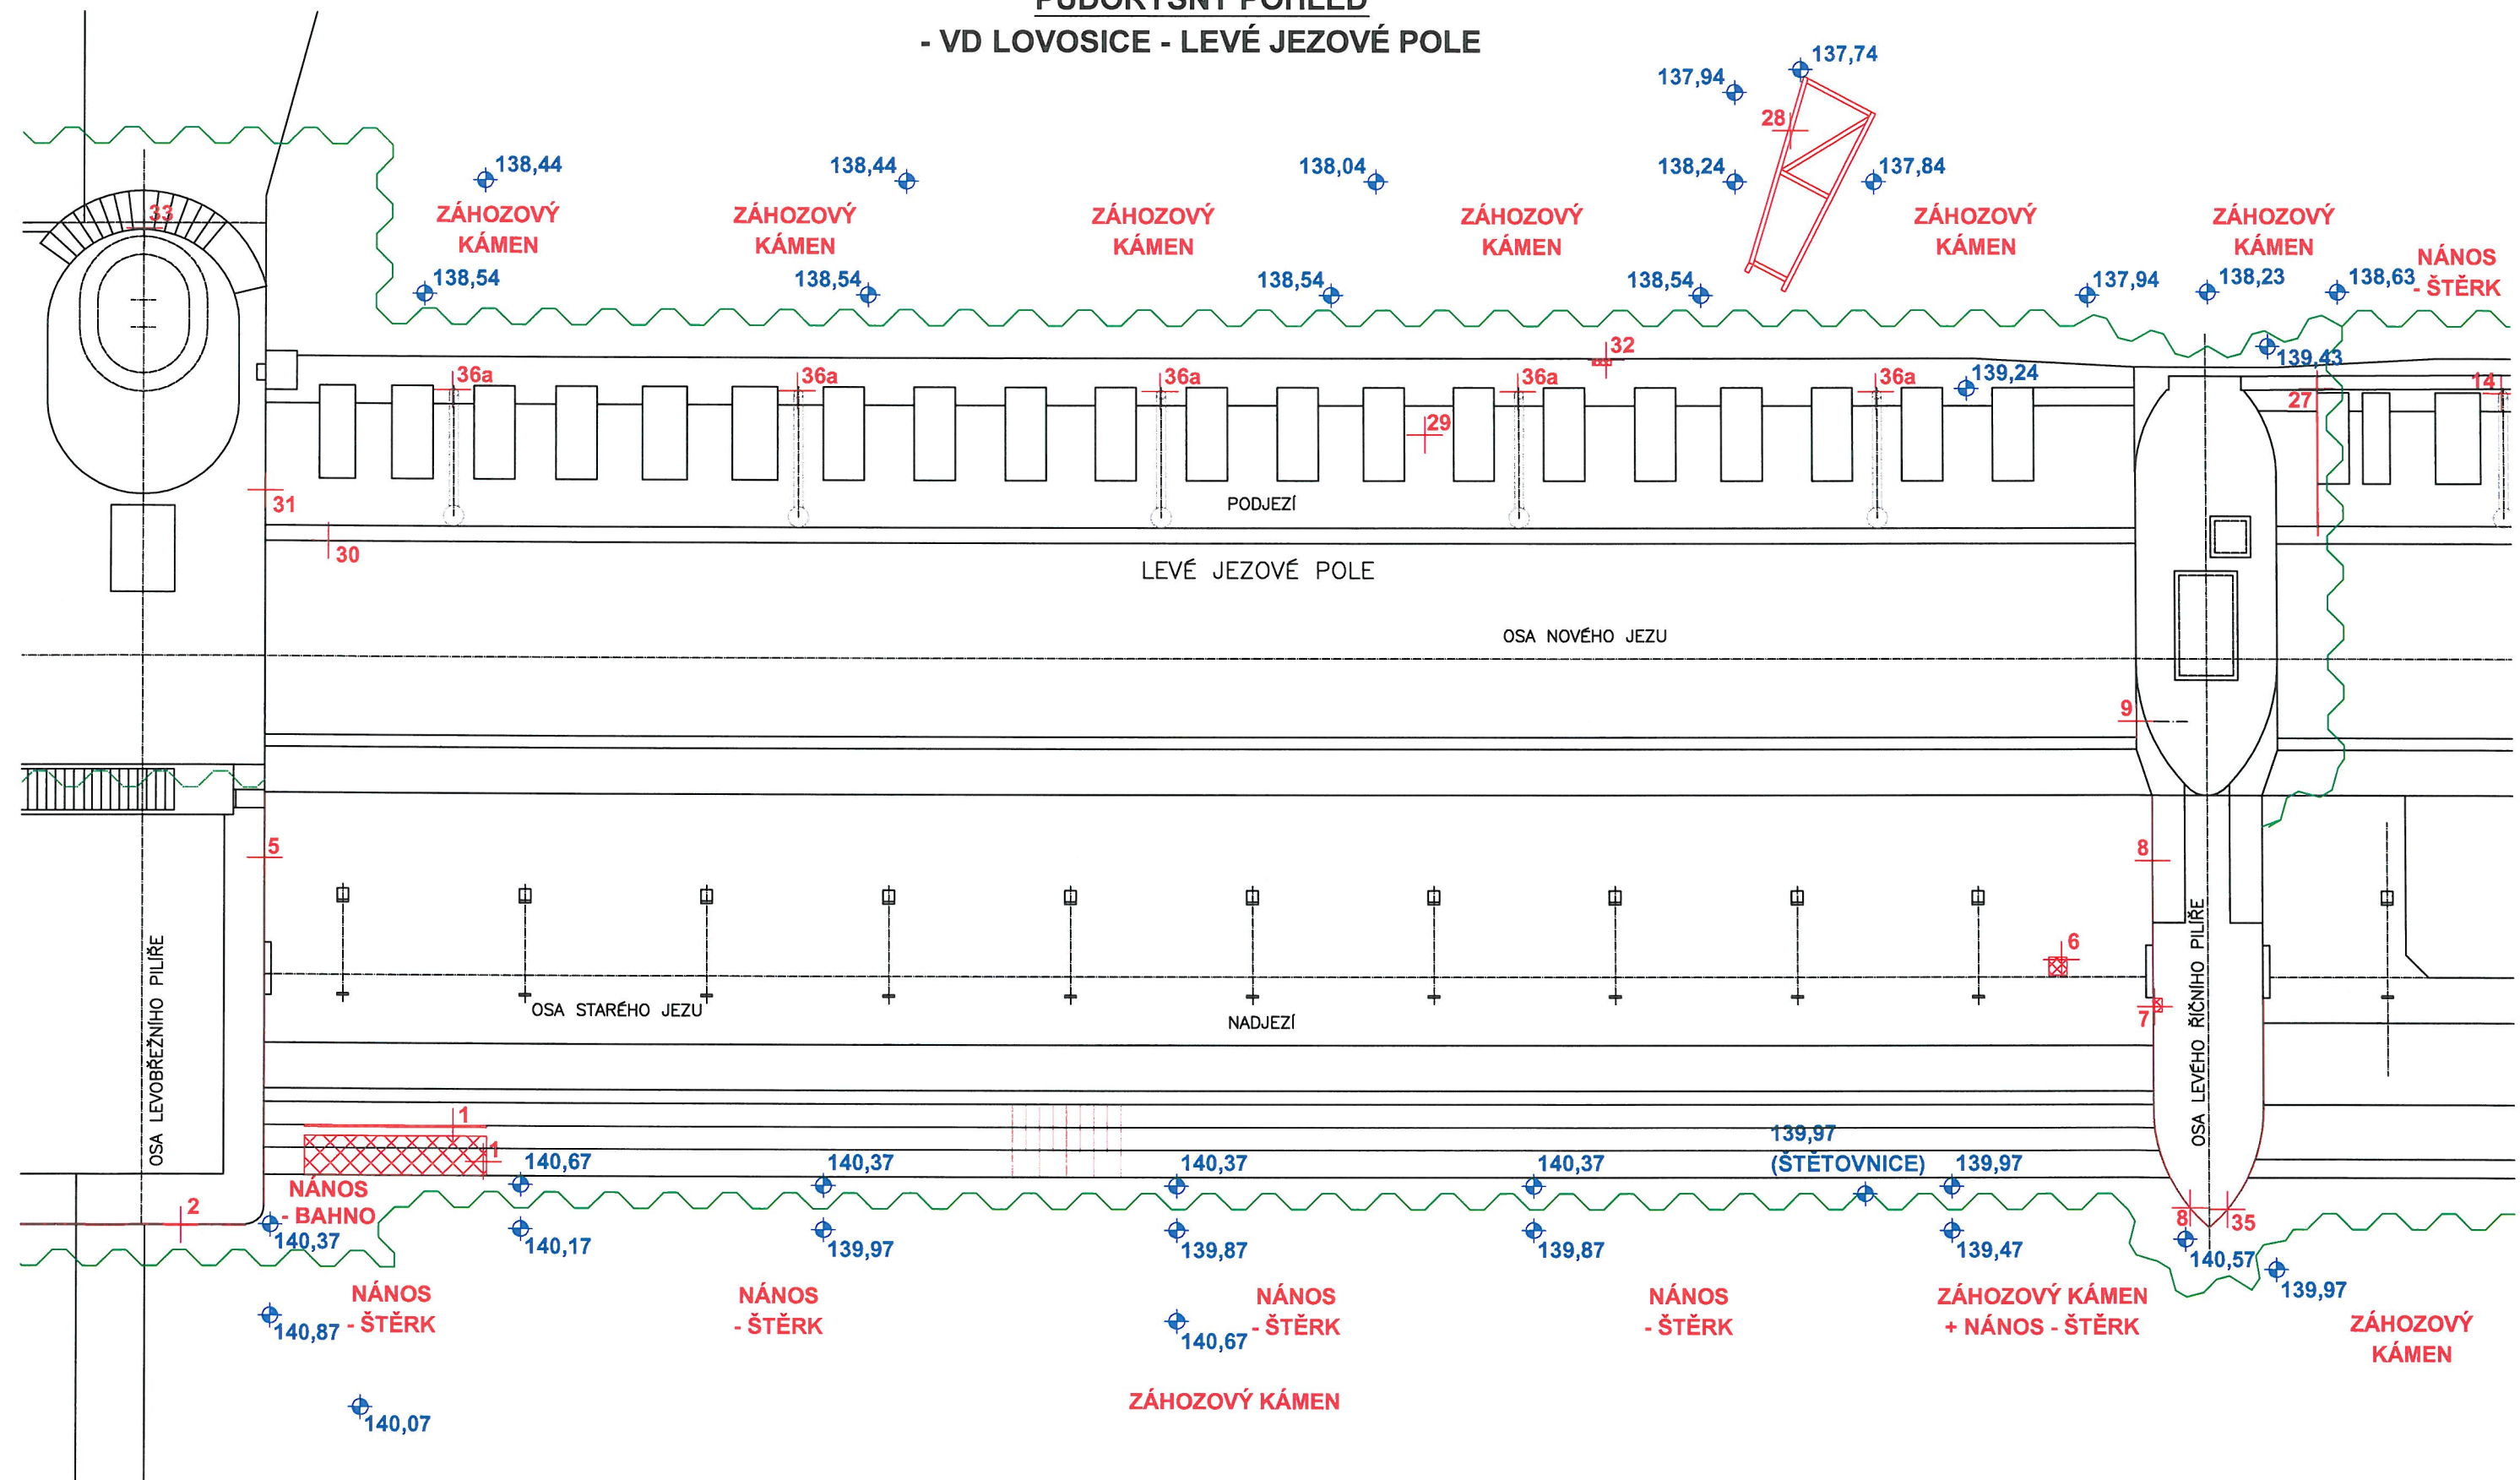 PŮDORYSNÝ POHLED
- VD LOVOSICE - LEVÉ JEZOVÉ POLE
137,74
137,94
28
138,44
138,44
138,04
138,24
137,84
33
ZÁHOZOVÝ
KÁMEN
ZÁHOZOVÝ
KÁMEN
ZÁHOZOVÝ
KÁMEN
ZÁHOZOVÝ
KÁMEN
ZÁHOZOVÝ
KÁMEN
ZÁHOZOVÝ
KÁMEN
NÁNOS
- ŠTĚRK
138,54
138,54
138,54
138,54
137,94
138,23
138,63
32
139,43
36a
36a
36a
36a
36a
139,24
14
27
29
31
PODJEZÍ
30
LEVÉ JEZOVÉ POLE
OSA NOVÉHO JEZU
9
5
8
6
OSA STARÉHO JEZU
NADJEZÍ
7
OSA LEVOBŘEŽNÍHO PILÍŘE
OSA LEVÉHO ŘÍČNÍHO PILÍŘE
1
1
139,97
(ŠTĚTOVNICE)
140,67
140,37
140,37
140,37
139,97
NÁNOS
- BAHNO
2
8
35
140,37
140,17
139,97
139,87
139,87
139,47
140,57
139,97
NÁNOS
- ŠTĚRK
NÁNOS
- ŠTĚRK
NÁNOS
- ŠTĚRK
NÁNOS
- ŠTĚRK
ZÁHOZOVÝ KÁMEN
+ NÁNOS - ŠTĚRK
ZÁHOZOVÝ
KÁMEN
140,87
140,67
ZÁHOZOVÝ KÁMEN
140,07